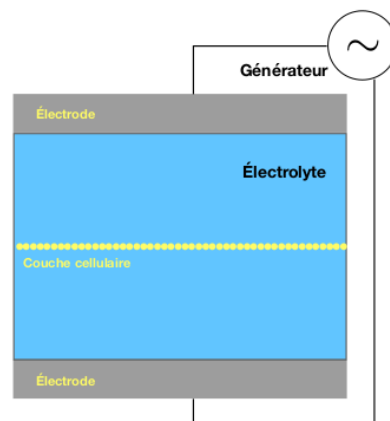 Générateur
Électrode
Électrolyte
Couche cellulaire
Électrode